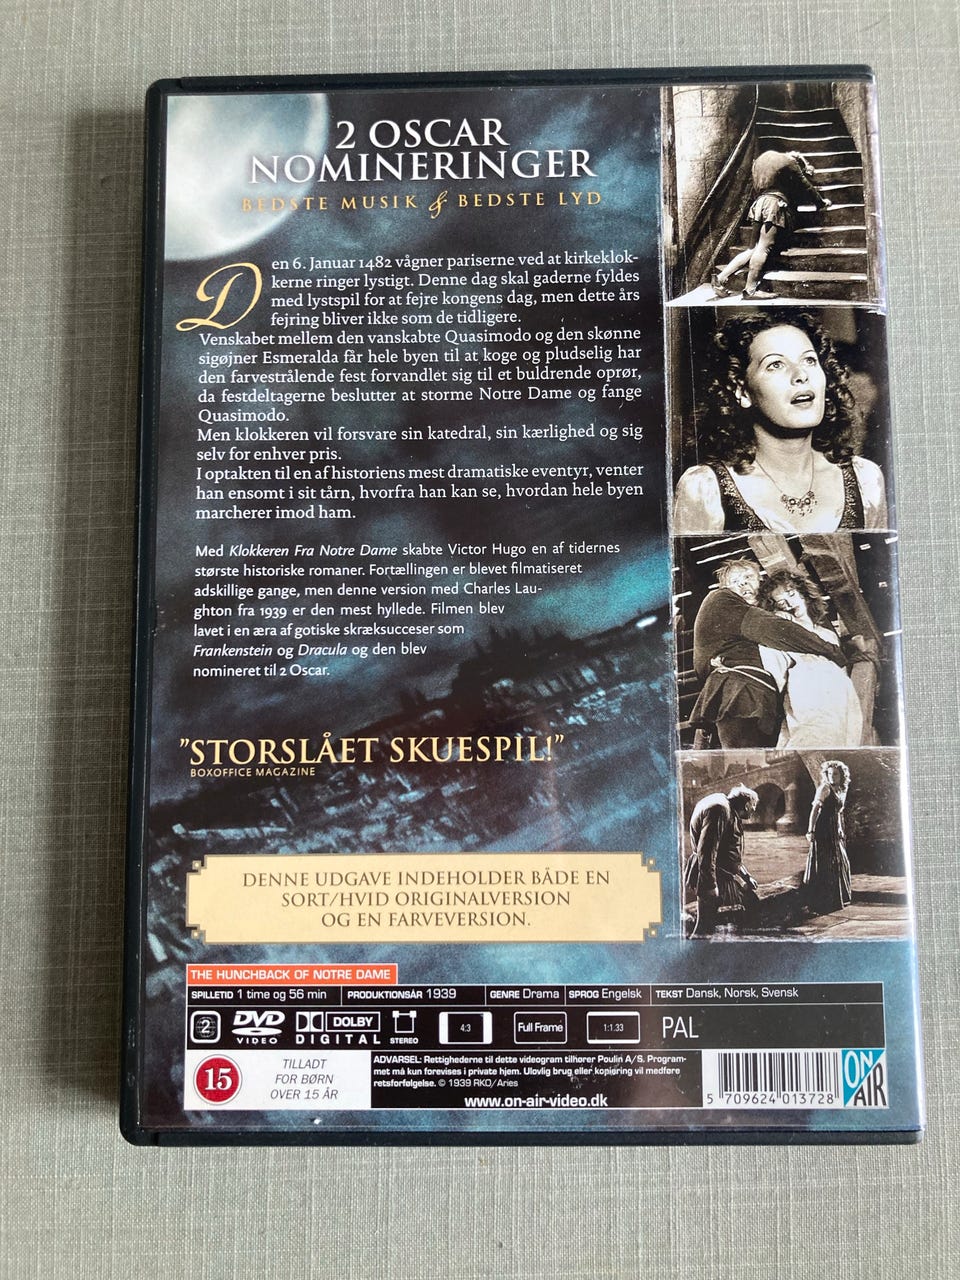 2 OSCAR
NOMINERINGER
BEDSTE MUSIK & BEDSTE LYD
Den 6. Januar 1482 vågner pariserne ved at kirkeklok-
kerne ringer lystigt. Denne dag skal gaderne fyldes
med lystspil for at fejre kongens dag, men dette års
fejring bliver ikke som de tidligere.
Venskabet mellem den vanskabte Quasimodo og den skønne
sigøjner Esmeralda får hele byen til at koge og pludselig har
den farvestrålende fest forvandlet sig til et buldrende oprør,
da festdeltagerne beslutter at storme Notre Dame og fange
Quasimodo.
Men klokkeren vil forsvare sin katedral, sin kærlighed og sig
selv for enhver pris.
I optakten til en af historiens mest dramatiske eventyr, venter
han ensomt i sit tårn, hvorfra han kan se, hvordan hele byen
marcherer imod ham.
Med Klokkeren Fra Notre Dame skabte Victor Hugo en af tidernes
største historiske romaner. Fortællingen er blevet filmatiseret
adskillige gange, men denne version med Charles Lau-
ghton fra 1939 er den mest hyllede. Filmen blev
lavet i en æra af gotiske skræksucceser som
Frankenstein og Dracula og den blev
nomineret til 2 Oscar.
"STORSLÅET SKUESPIL!"
BOXOFFICE MAGAZINE
DENNE UDGAVE INDEHOLDER BÅDE EN
SORT/HVID ORIGINALVERSION
OG EN FARVEVERSION.
THE HUNCHBACK OF NOTRE DAME
SPILLETID 1 time og 56 min PRODUKTIONSÅR 1939 GENRE Drama SPROG Engelsk TEKST Dansk, Norsk, Svensk
2 DVD VIDEO DOLBY DIGITAL STEREO 4:3 Full Frame 1:1.33 PAL
15
TILLADT
FOR BØRN
OVER 15 ÅR
ADVARSEL: Rettighederne til dette videogram tilhører Poulin A/S. Program-
met må kun forevises i private hjem. Ulovlig brug eller kopiering vil medføre
retsforfølgelse. © 1939 RKO/Aries
www.on-air-video.dk
5 709624 013728
ON
AIR